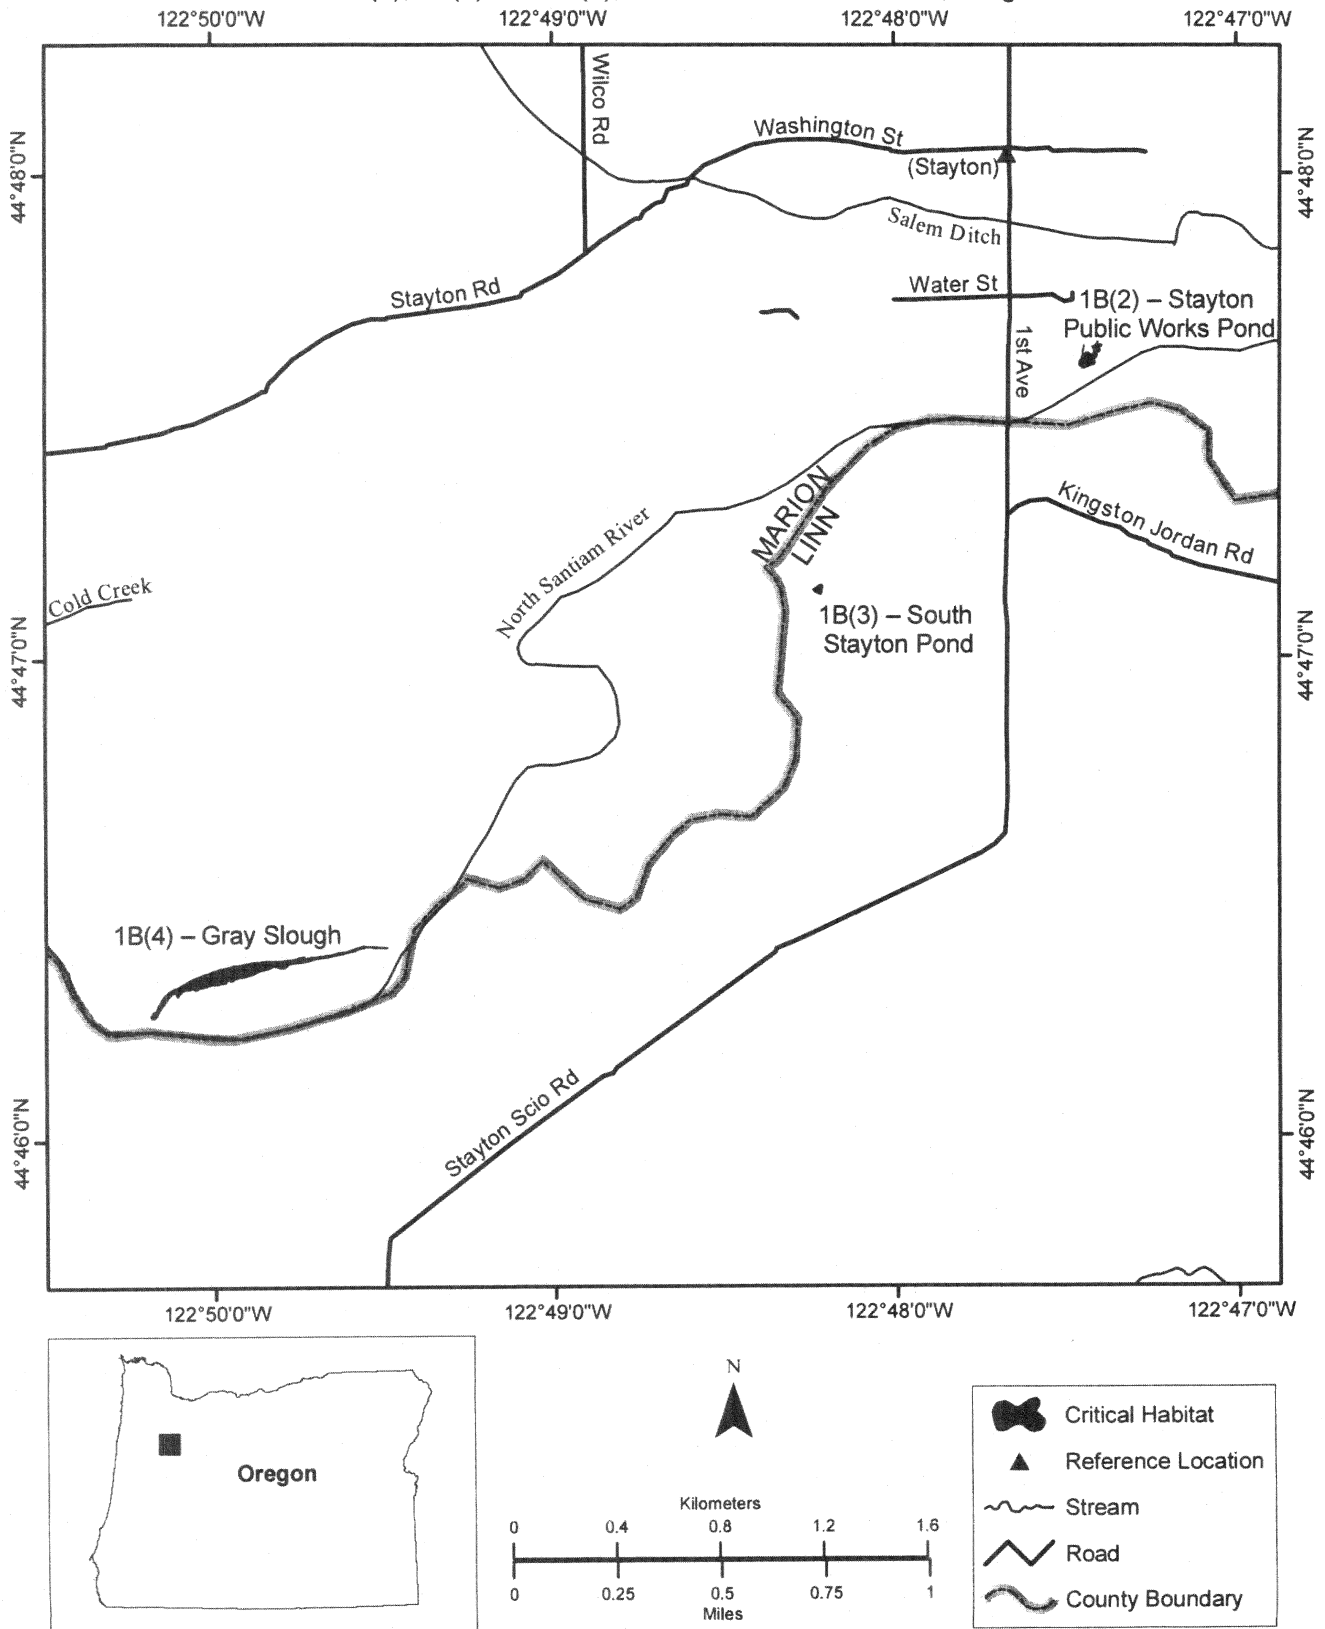 122°50'0"W 122°49'0"W 122°48'0"W 122°47'0"W
Wilco Rd
Washington St
(Stayton)
44°48'0"N
44°48'0"N
Salem Ditch
Stayton Rd
Water St
1B(2) – Stayton
Public Works Pond
1st Ave
MARION
LINN
Kingston Jordan Rd
North Santiam River
Cold Creek
1B(3) – South
Stayton Pond
44°47'0"N
44°47'0"N
1B(4) – Gray Slough
Stayton Scio Rd
44°46'0"N
44°46'0"N
122°50'0"W 122°49'0"W 122°48'0"W 122°47'0"W
Oregon
N
Kilometers
0 0.4 0.8 1.2 1.6
0 0.25 0.5 0.75 1
Miles
Critical Habitat
Reference Location
Stream
Road
County Boundary